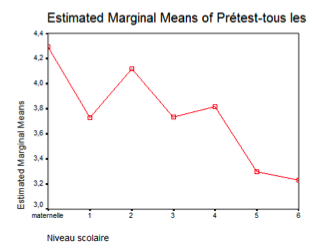 Estimated Marginal Means of Prétest-tous les
Estimated Marginal Means
4,4
4,2
4,0
3,8
3,6
3,4
3,2
3,0
maternelle 1 2 3 4 5 6
Niveau scolaire